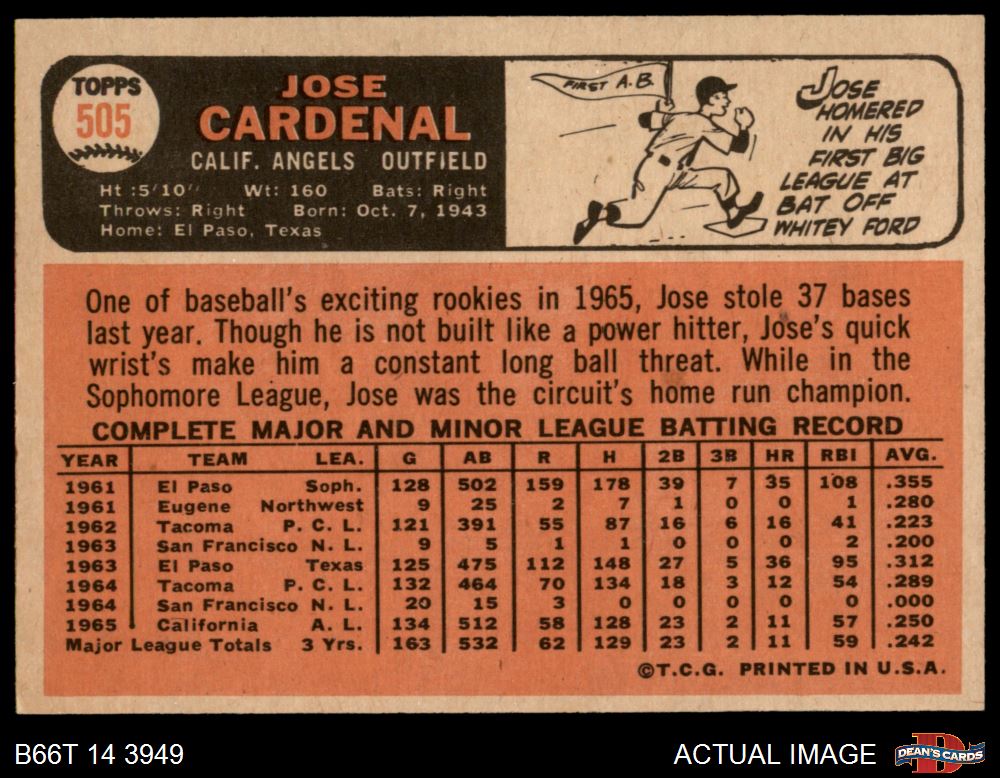 TOPPS
505
JOSE
CARDENAL
CALIF. ANGELS OUTFIELD
Ht :5'10" Wt: 160 Bats: Right
Throws: Right Born: Oct. 7, 1943
Home: El Paso, Texas
FIRST A.B.
JOSE
HOMERED
IN HIS
FIRST BIG
LEAGUE AT
BAT OFF
WHITEY FORD
One of baseball's exciting rookies in 1965, Jose stole 37 bases
last year. Though he is not built like a power hitter, Jose's quick
wrist's make him a constant long ball threat. While in the
Sophomore League, Jose was the circuit's home run champion.
COMPLETE MAJOR AND MINOR LEAGUE BATTING RECORD
YEAR TEAM LEA. G AB R H 2B 3B HR RBI AVG.
1961 El Paso Soph. 128 502 159 178 39 7 35 108 .355
1961 Eugene Northwest 9 25 2 7 1 0 0 1 .280
1962 Tacoma P. C. L. 121 391 55 87 16 6 16 41 .223
1963 San Francisco N. L. 9 5 1 1 0 0 0 2 .200
1963 El Paso Texas 125 475 112 148 27 5 36 95 .312
1964 Tacoma P. C. L. 132 464 70 134 18 3 12 54 .289
1964 San Francisco N. L. 20 15 3 0 0 0 0 0 .000
1965 California A. L. 134 512 58 128 23 2 11 57 .250
Major League Totals 3 Yrs. 163 532 62 129 23 2 11 59 .242
©T.C.G. PRINTED IN U.S.A.
B66T 14 3949
ACTUAL IMAGE
DEAN'S CARDS